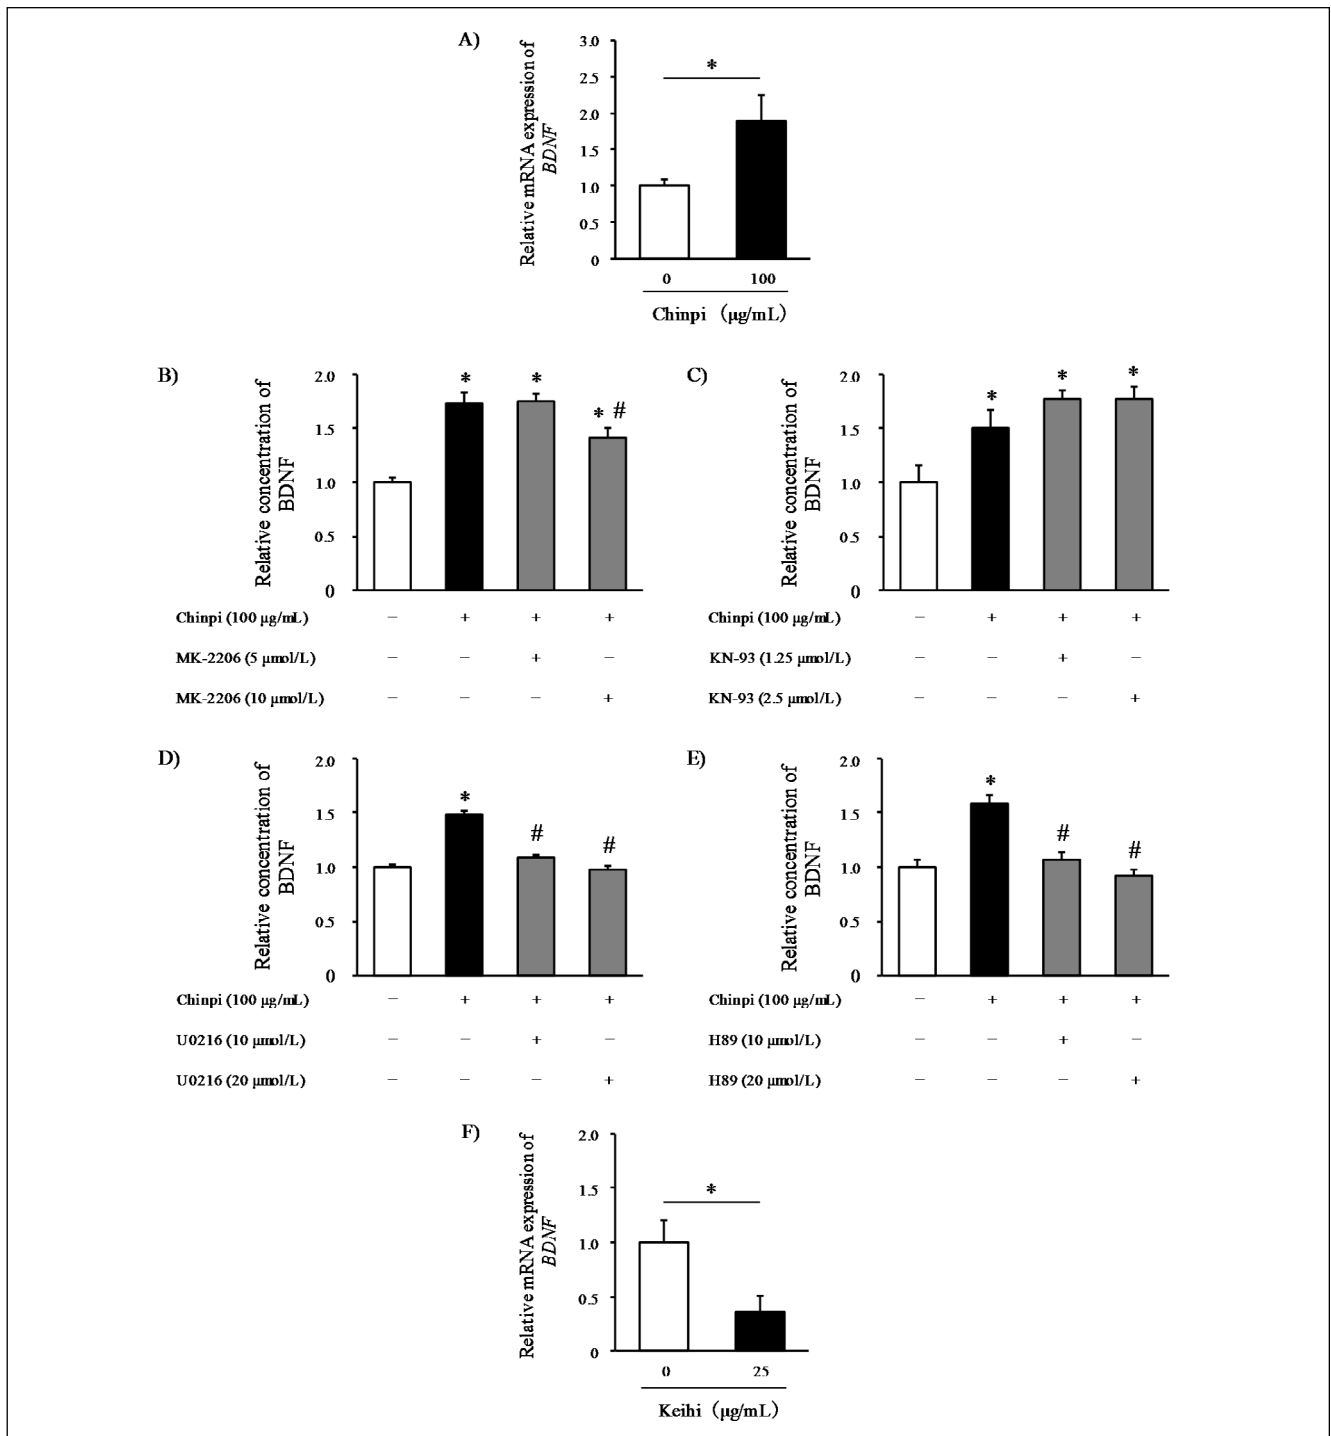 A)
Relative mRNA expression of
BDNF
3.0
2.5
2.0
1.5
1.0
0.5
0
*
0 100
Chinpi (μg/mL)
B)
Relative concentration of
BDNF
2.0
1.5
1.0
0.5
0
* * * #
Chinpi (100 μg/mL) − + + +
MK-2206 (5 μmol/L) − − + −
MK-2206 (10 μmol/L) − − − +
C)
Relative concentration of
BDNF
2.0
1.5
1.0
0.5
0
* * *
Chinpi (100 μg/mL) − + + +
KN-93 (1.25 μmol/L) − − + −
KN-93 (2.5 μmol/L) − − − +
D)
Relative concentration of
BDNF
2.0
1.5
1.0
0.5
0
* # #
Chinpi (100 μg/mL) − + + +
U0216 (10 μmol/L) − − + −
U0216 (20 μmol/L) − − − +
E)
Relative concentration of
BDNF
2.0
1.5
1.0
0.5
0
* # #
Chinpi (100 μg/mL) − + + +
H89 (10 μmol/L) − − + −
H89 (20 μmol/L) − − − +
F)
Relative mRNA expression of
BDNF
2.0
1.5
1.0
0.5
0
*
0 25
Keihi (μg/mL)